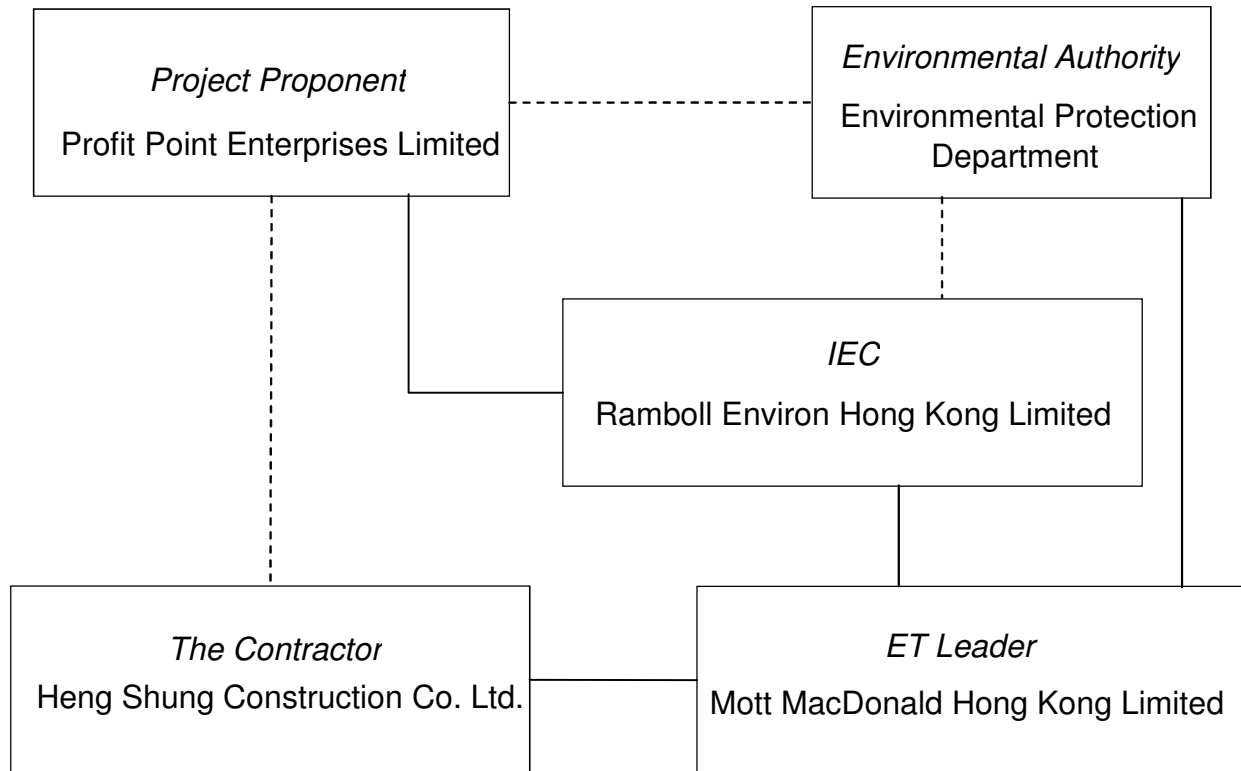 Project Proponent
Profit Point Enterprises Limited
Environmental Authority
Environmental Protection
Department
IEC
Ramboll Environ Hong Kong Limited
The Contractor
Heng Shung Construction Co. Ltd.
ET Leader
Mott MacDonald Hong Kong Limited